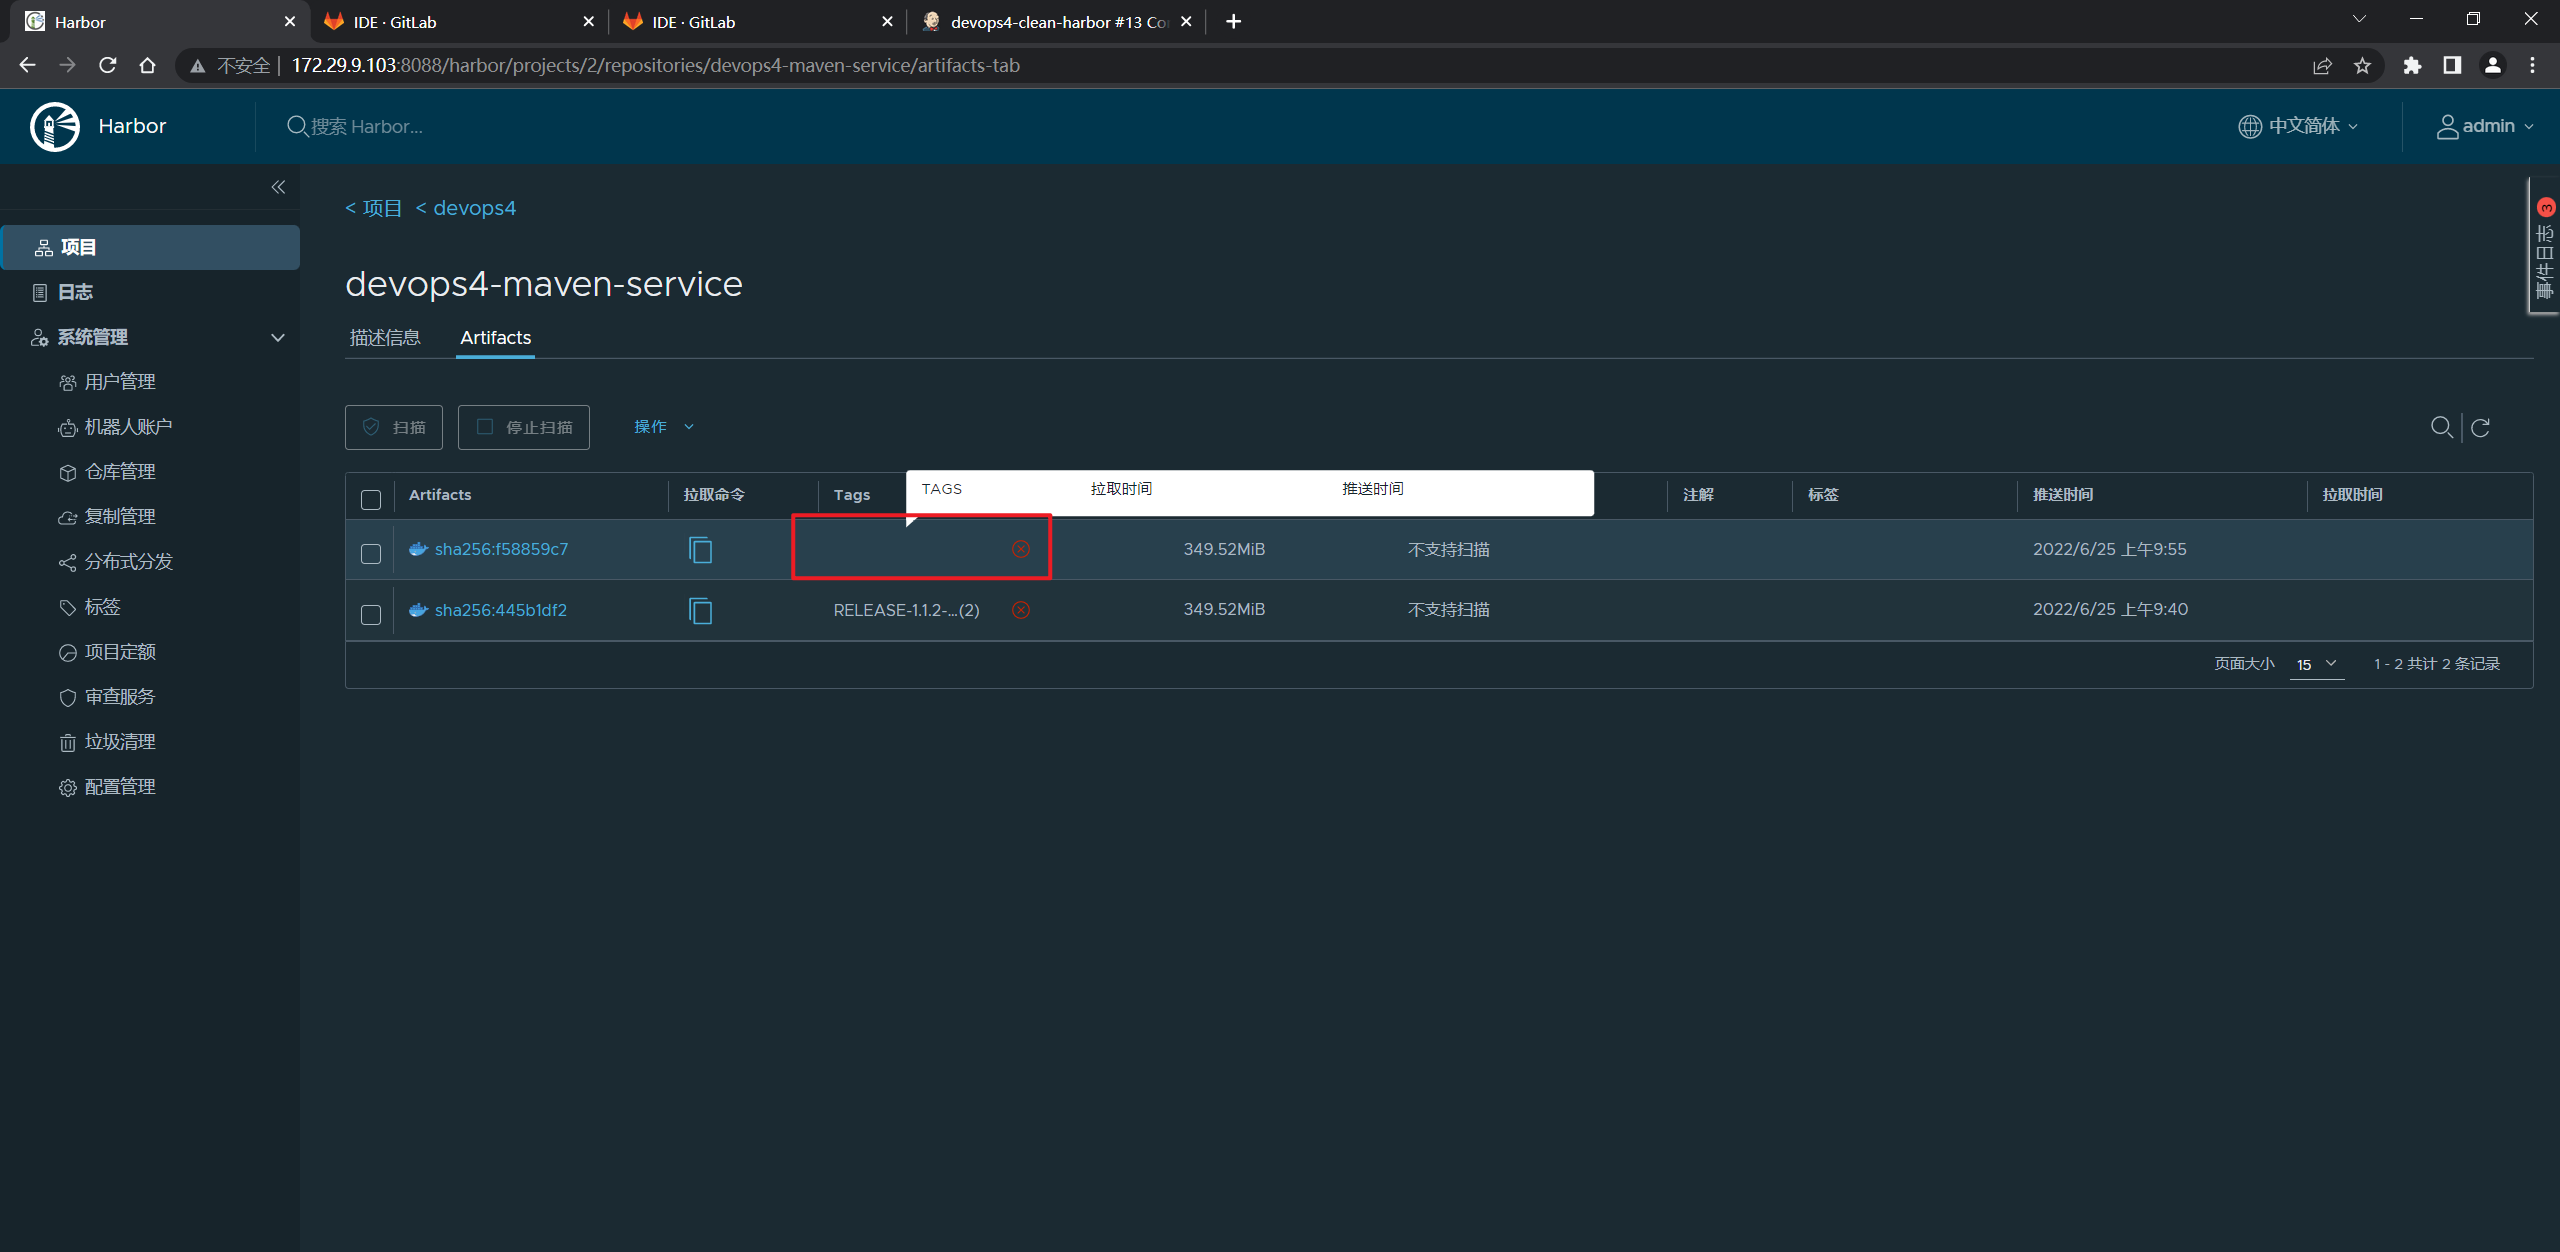 Harbor
IDE · GitLab
IDE · GitLab
devops4-clean-harbor #13 Co
不安全 172.29.9.103:8088/harbor/projects/2/repositories/devops4-maven-service/artifacts-tab
Harbor
搜索 Harbor...
中文简体
admin
项目
日志
系统管理
用户管理
机器人账户
仓库管理
复制管理
分布式分发
标签
项目定额
审查服务
垃圾清理
配置管理
< 项目 < devops4
devops4-maven-service
描述信息 Artifacts
扫描 停止扫描 操作
Artifacts 拉取命令 Tags 注解 标签 推送时间 拉取时间
TAGS 拉取时间 推送时间
sha256:f58859c7 349.52MiB 不支持扫描 2022/6/25 上午9:55
sha256:445b1df2 RELEASE-1.1.2-...(2) 349.52MiB 不支持扫描 2022/6/25 上午9:40
页面大小 15 1 - 2 共计 2 条记录
3
事件日志